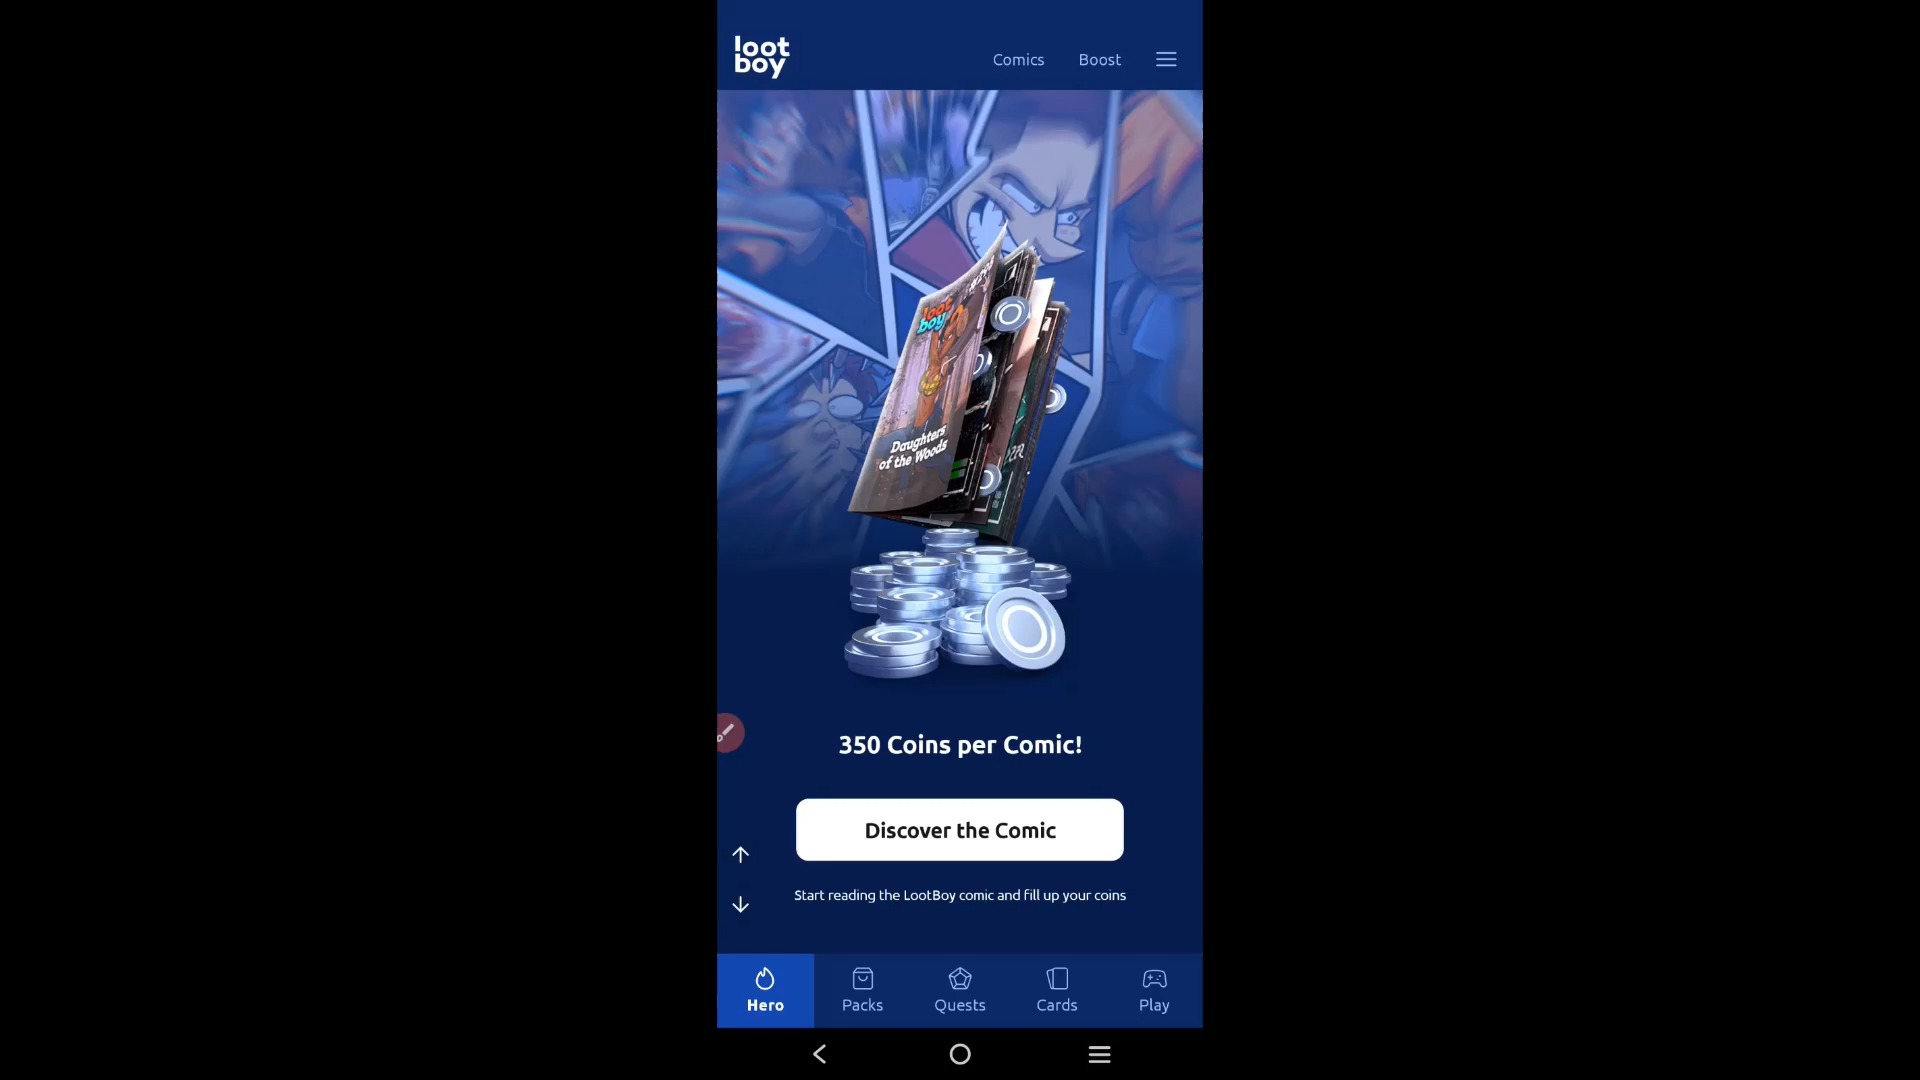 loot
boy
Comics
Boost
loot
boy
Daughters
of the Woods
350 Coins per Comic!
Discover the Comic
Start reading the LootBoy comic and fill up your coins
Hero
Packs
Quests
Cards
Play